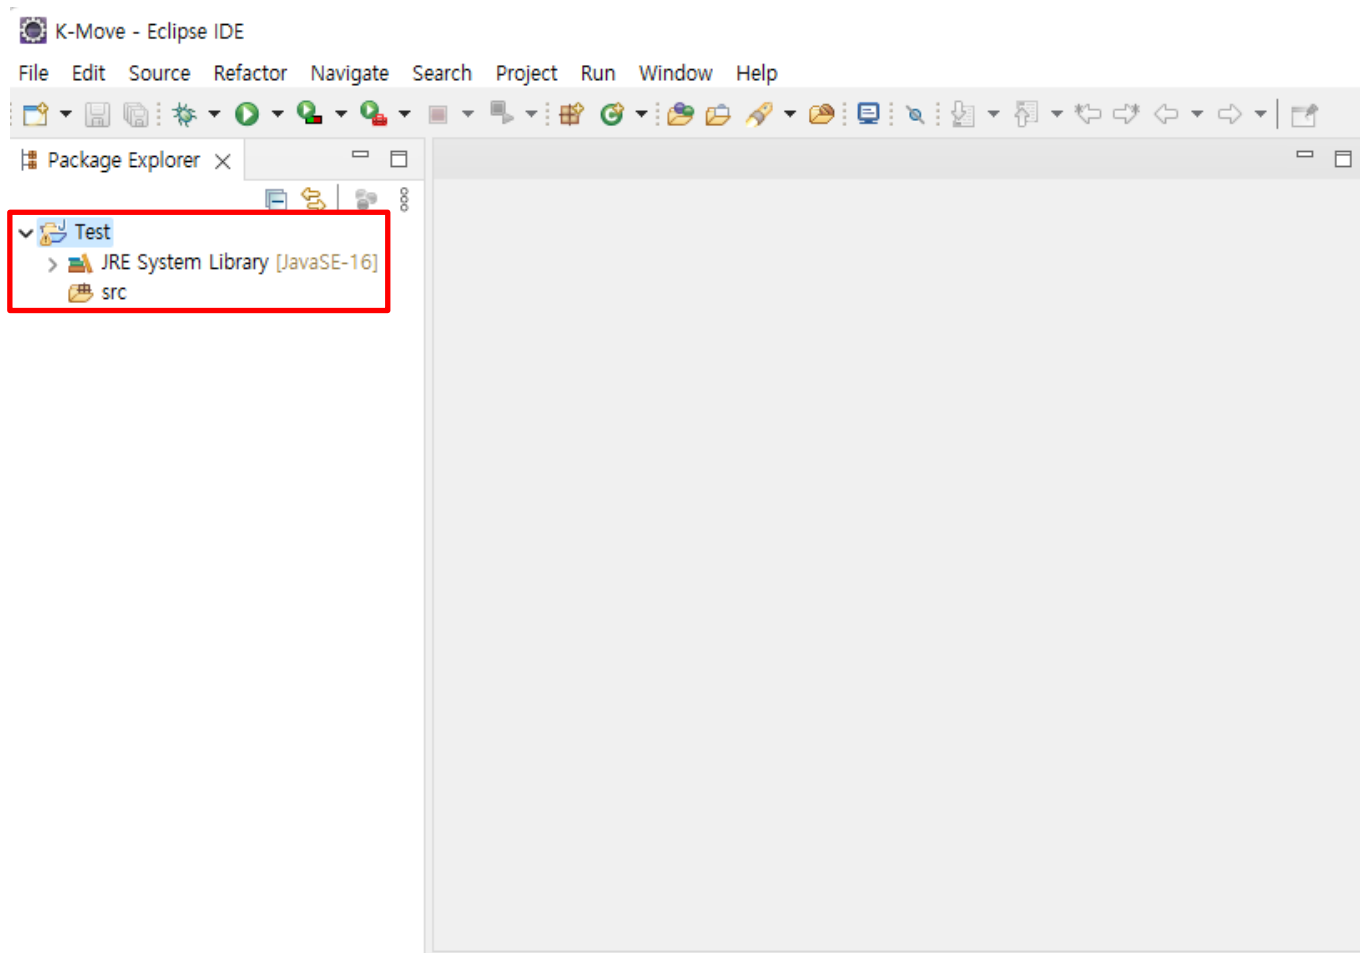 K-Move - Eclipse IDE
File Edit Source Refactor Navigate Search Project Run Window Help
Package Explorer
Test
JRE System Library [JavaSE-16]
src